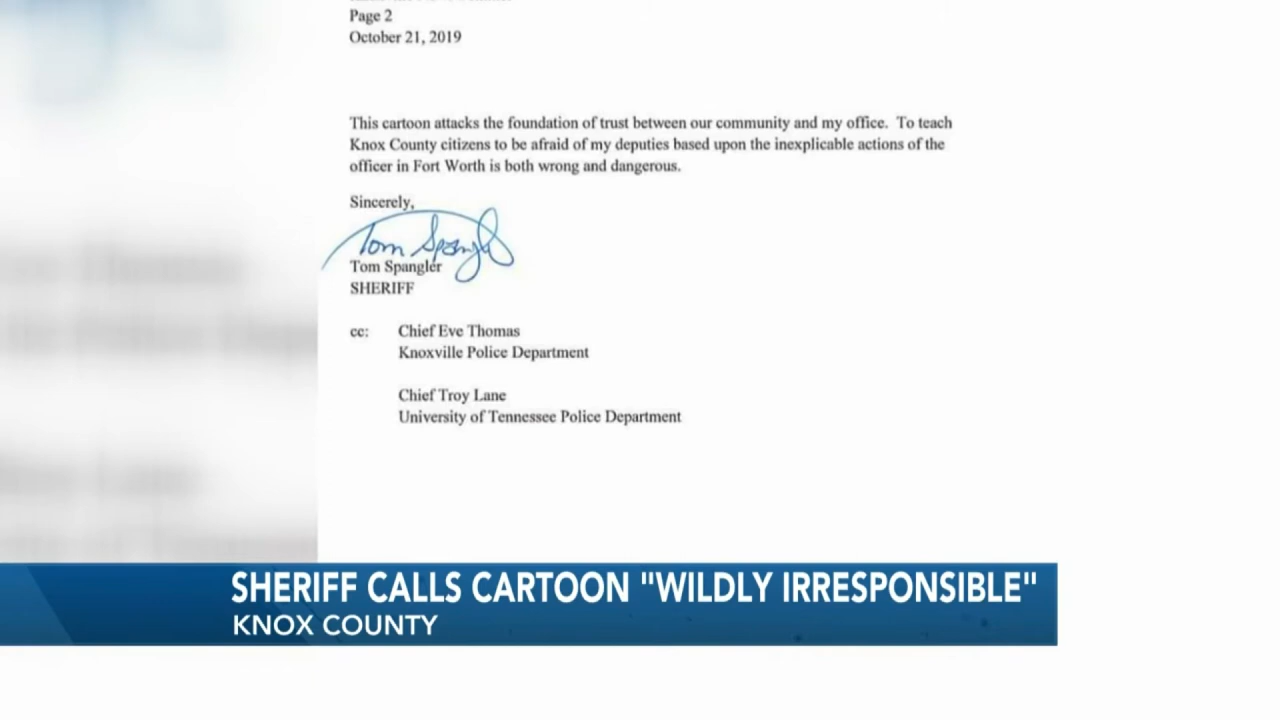 Page 2
October 21, 2019
This cartoon attacks the foundation of trust between our community and my office. To teach
Knox County citizens to be afraid of my deputies based upon the inexplicable actions of the
officer in Fort Worth is both wrong and dangerous.
Sincerely,
Tom Spangler
Tom Spangler
SHERIFF
cc: Chief Eve Thomas
Knoxville Police Department
Chief Troy Lane
University of Tennessee Police Department
SHERIFF CALLS CARTOON "WILDLY IRRESPONSIBLE"
KNOX COUNTY